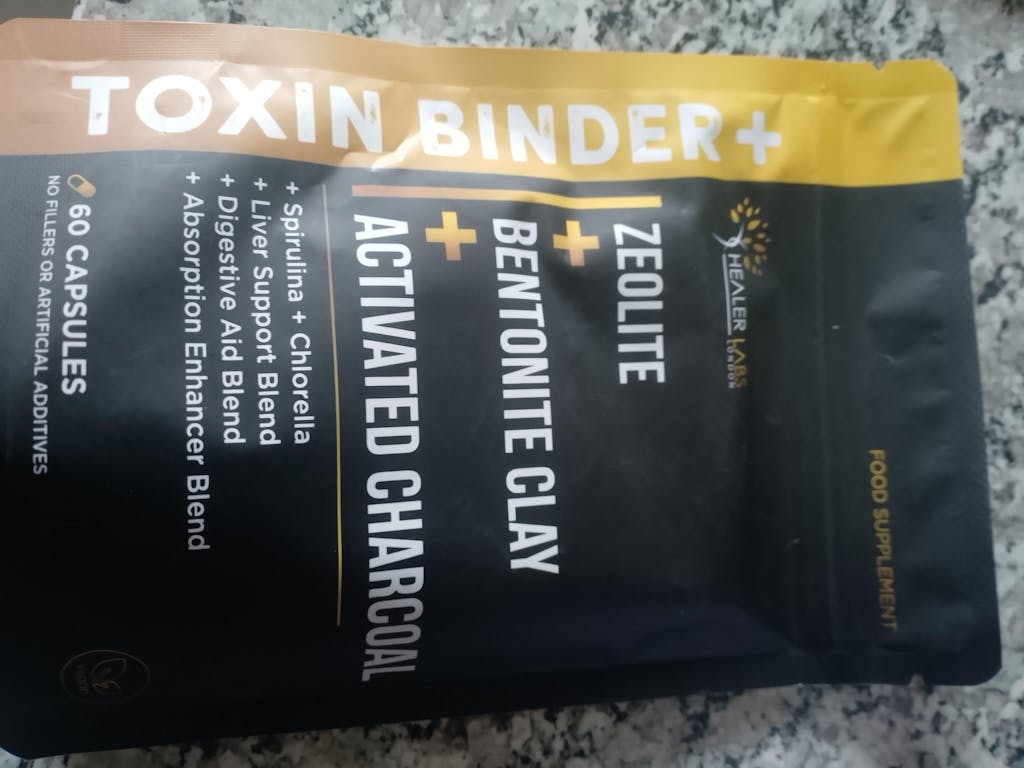 FOOD SUPPLEMENT
HEALER LABS
LONDON
ZEOLITE
+
BENTONITE CLAY
+
ACTIVATED CHARCOAL
+ Spirulina + Chlorella
+ Liver Support Blend
+ Digestive Aid Blend
+ Absorption Enhancer Blend
60 CAPSULES
NO FILLERS OR ARTIFICIAL ADDITIVES
TOXIN BINDER+